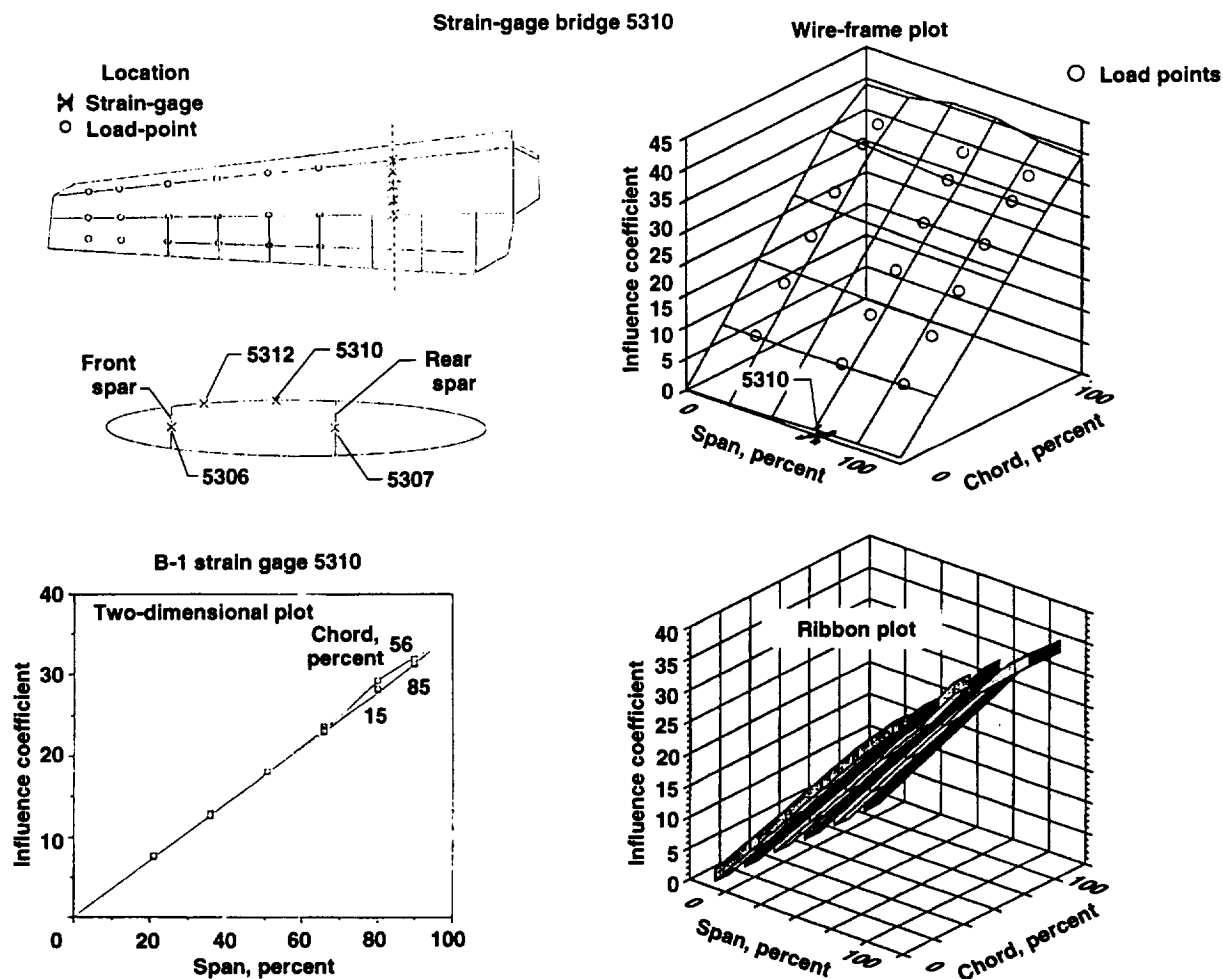 Strain-gage bridge 5310
Location
Strain-gage
Load-point
Front
spar
5312
5310
Rear
spar
5306
5307
Wire-frame plot
Load points
45
40
35
30
25
20
15
10
5
0
Influence coefficient
5310
0
Span, percent
100
0
Chord, percent
100
B-1 strain gage 5310
Two-dimensional plot
Chord,
percent
56
85
15
40
30
20
10
Influence coefficient
0
20
40
60
80
100
Span, percent
Ribbon plot
40
35
30
25
20
15
10
5
0
Influence coefficient
0
Span, percent
100
0
Chord, percent
100